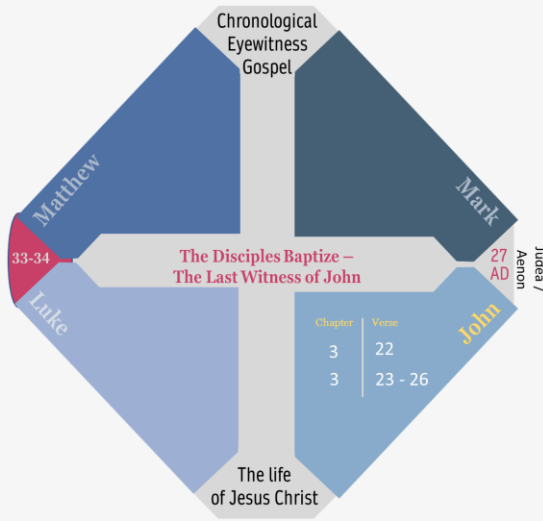 Chronological
Eyewitness
Gospel
Matthew
Mark
33-34
The Disciples Baptize –
The Last Witness of John
27
AD
Judea /
Aenon
Luke
John
Chapter Verse
3 22
3 23 - 26
The life
of Jesus Christ